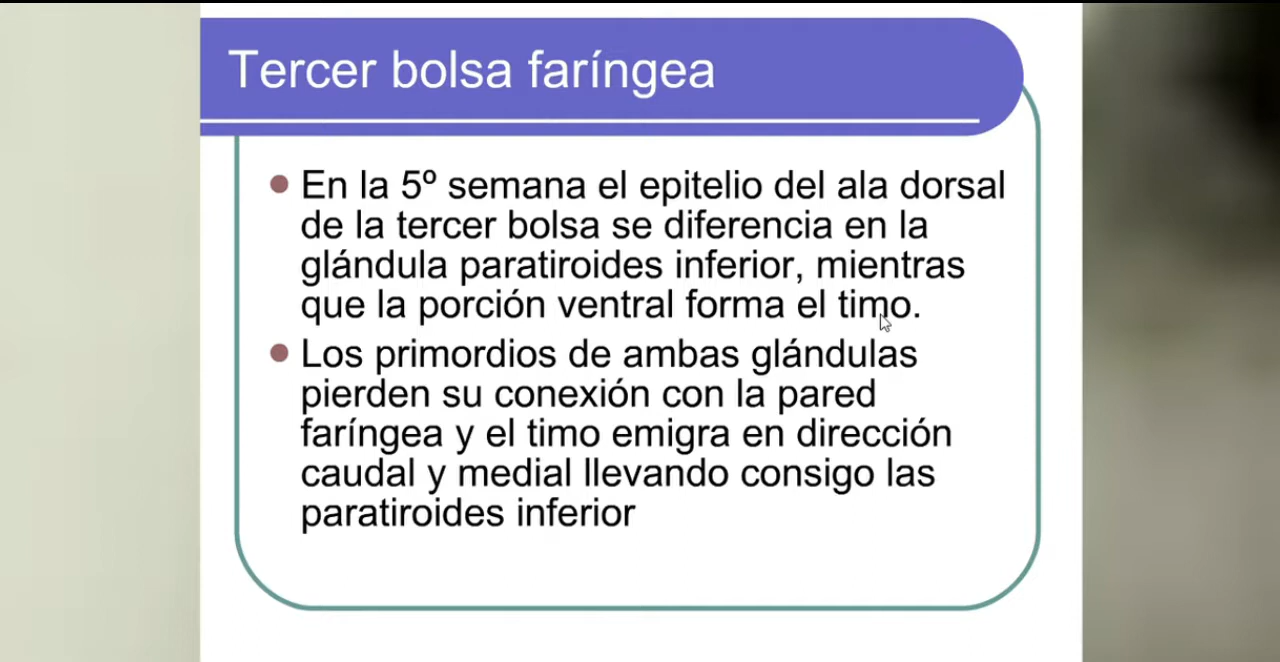 Tercer bolsa faríngea
En la 5º semana el epitelio del ala dorsal
de la tercer bolsa se diferencia en la
glándula paratiroides inferior, mientras
que la porción ventral forma el timo.
Los primordios de ambas glándulas
pierden su conexión con la pared
faríngea y el timo emigra en dirección
caudal y medial llevando consigo las
paratiroides inferior